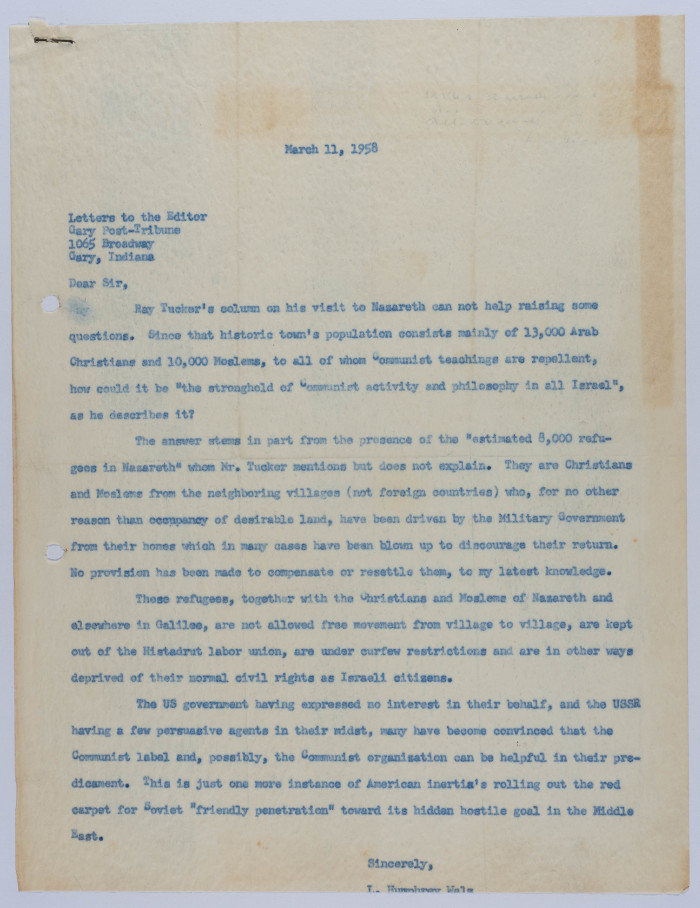 March 11, 1958
Letters to the Editor
Gary Post-Tribune
1065 Broadway
Gary, Indiana
Dear Sir,
Ray Tucker's column on his visit to Nazareth can not help raising some
questions. Since that historic town's population consists mainly of 13,000 Arab
Christians and 10,000 Moslems, to all of whom Communist teachings are repellent,
how could it be "the stronghold of Communist activity and philosophy in all Israel",
as he describes it?
The answer stems in part from the presence of the "estimated 8,000 refu-
gees in Nazareth" whom Mr. Tucker mentions but does not explain. They are Christians
and Moslems from the neighboring villages (not foreign countries) who, for no other
reason than occupancy of desirable land, have been driven by the Military Government
from their homes which in many cases have been blown up to discourage their return.
No provision has been made to compensate or resettle them, to my latest knowledge.
These refugees, together with the Christians and Moslems of Nazareth and
elsewhere in Galilee, are not allowed free movement from village to village, are kept
out of the Histadrut labor union, are under curfew restrictions and are in other ways
deprived of their normal civil rights as Israeli citizens.
The US government having expressed no interest in their behalf, and the USSR
having a few persuasive agents in their midst, many have become convinced that the
Communist label and, possibly, the Communist organization can be helpful in their pre-
dicament. This is just one more instance of American inertia's rolling out the red
carpet for Soviet "friendly penetration" toward its hidden hostile goal in the Middle
East.
Sincerely,
L. Humphrey Walz